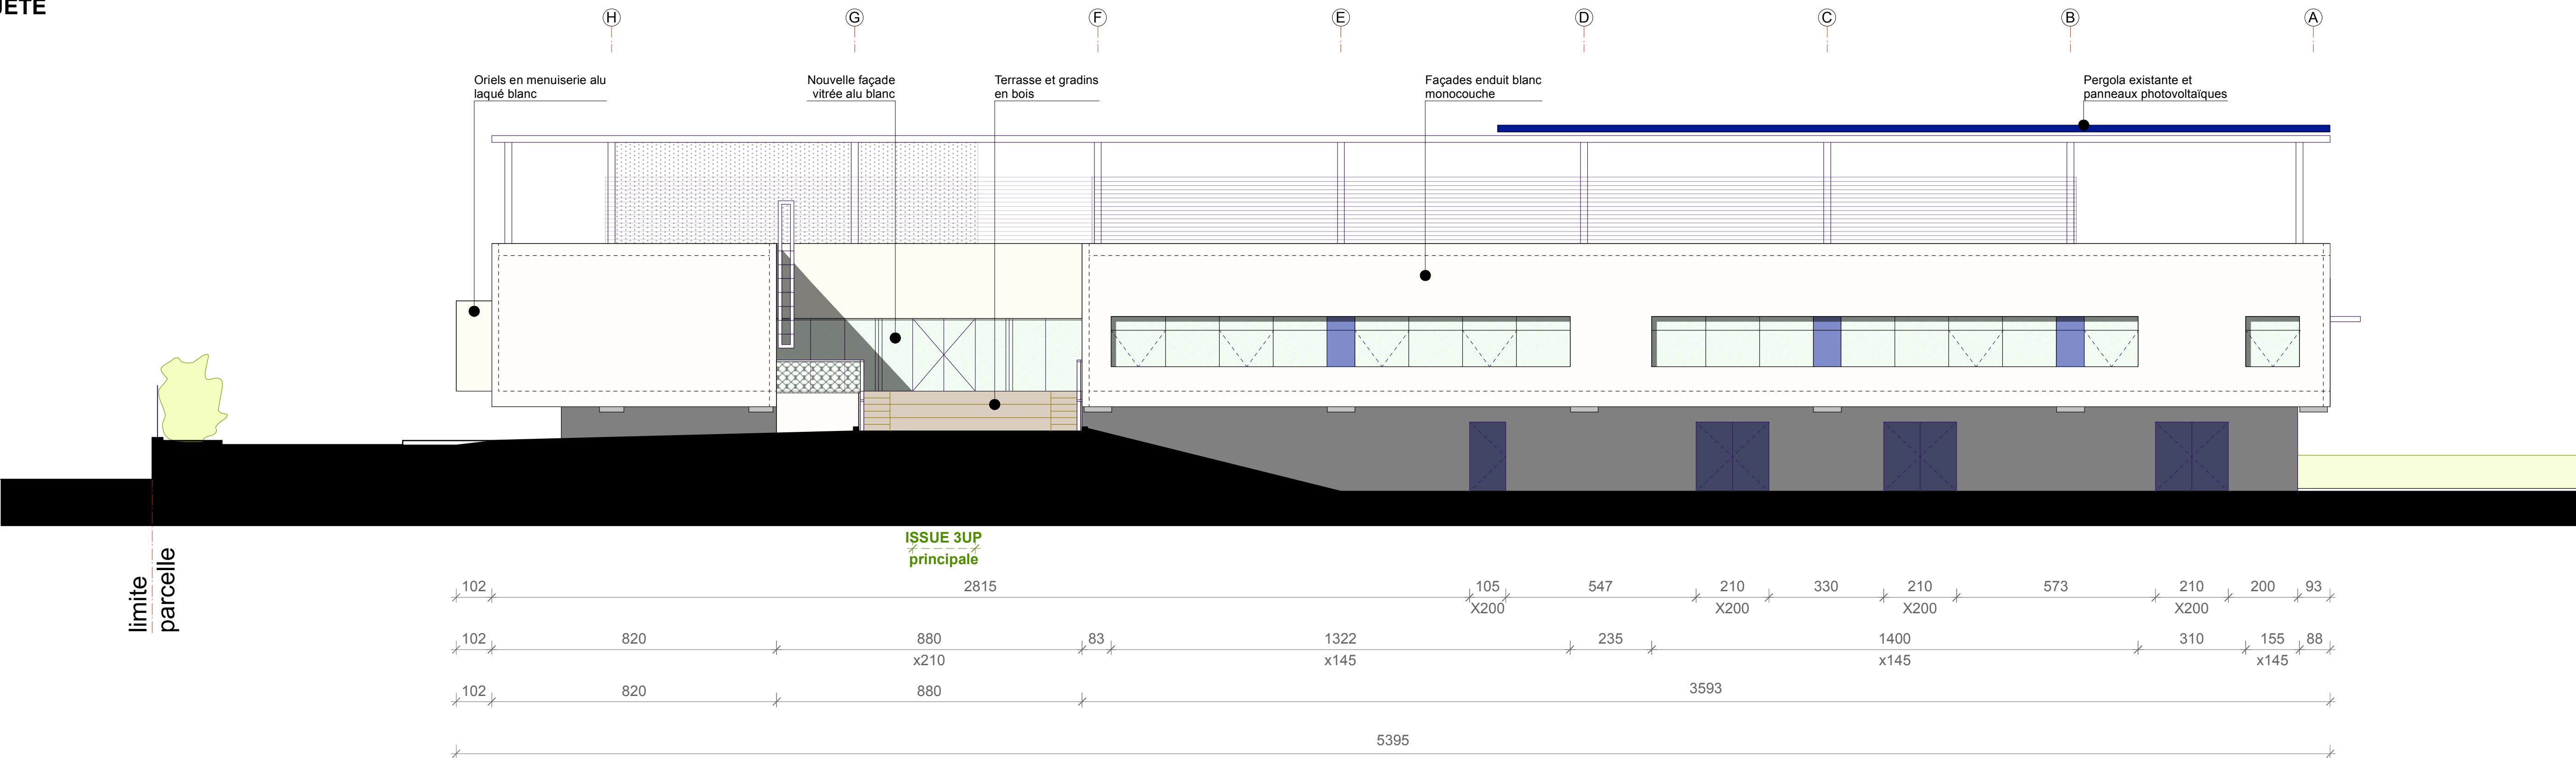 H G F E D C B A
Oriels en menuiserie alu
laqué blanc
Nouvelle façade
vitrée alu blanc
Terrasse et gradins
en bois
Façades enduit blanc
monocouche
Pergola existante et
panneaux photovoltaïques
limite
parcelle
ISSUE 3UP
principale
102 2815 105 547 210 330 210 573 210 200 93
X200 X200 X200 X200
102 820 880 83 1322 235 1400 310 155 88
x210 x145 x145 x145
102 820 880 3593
5395